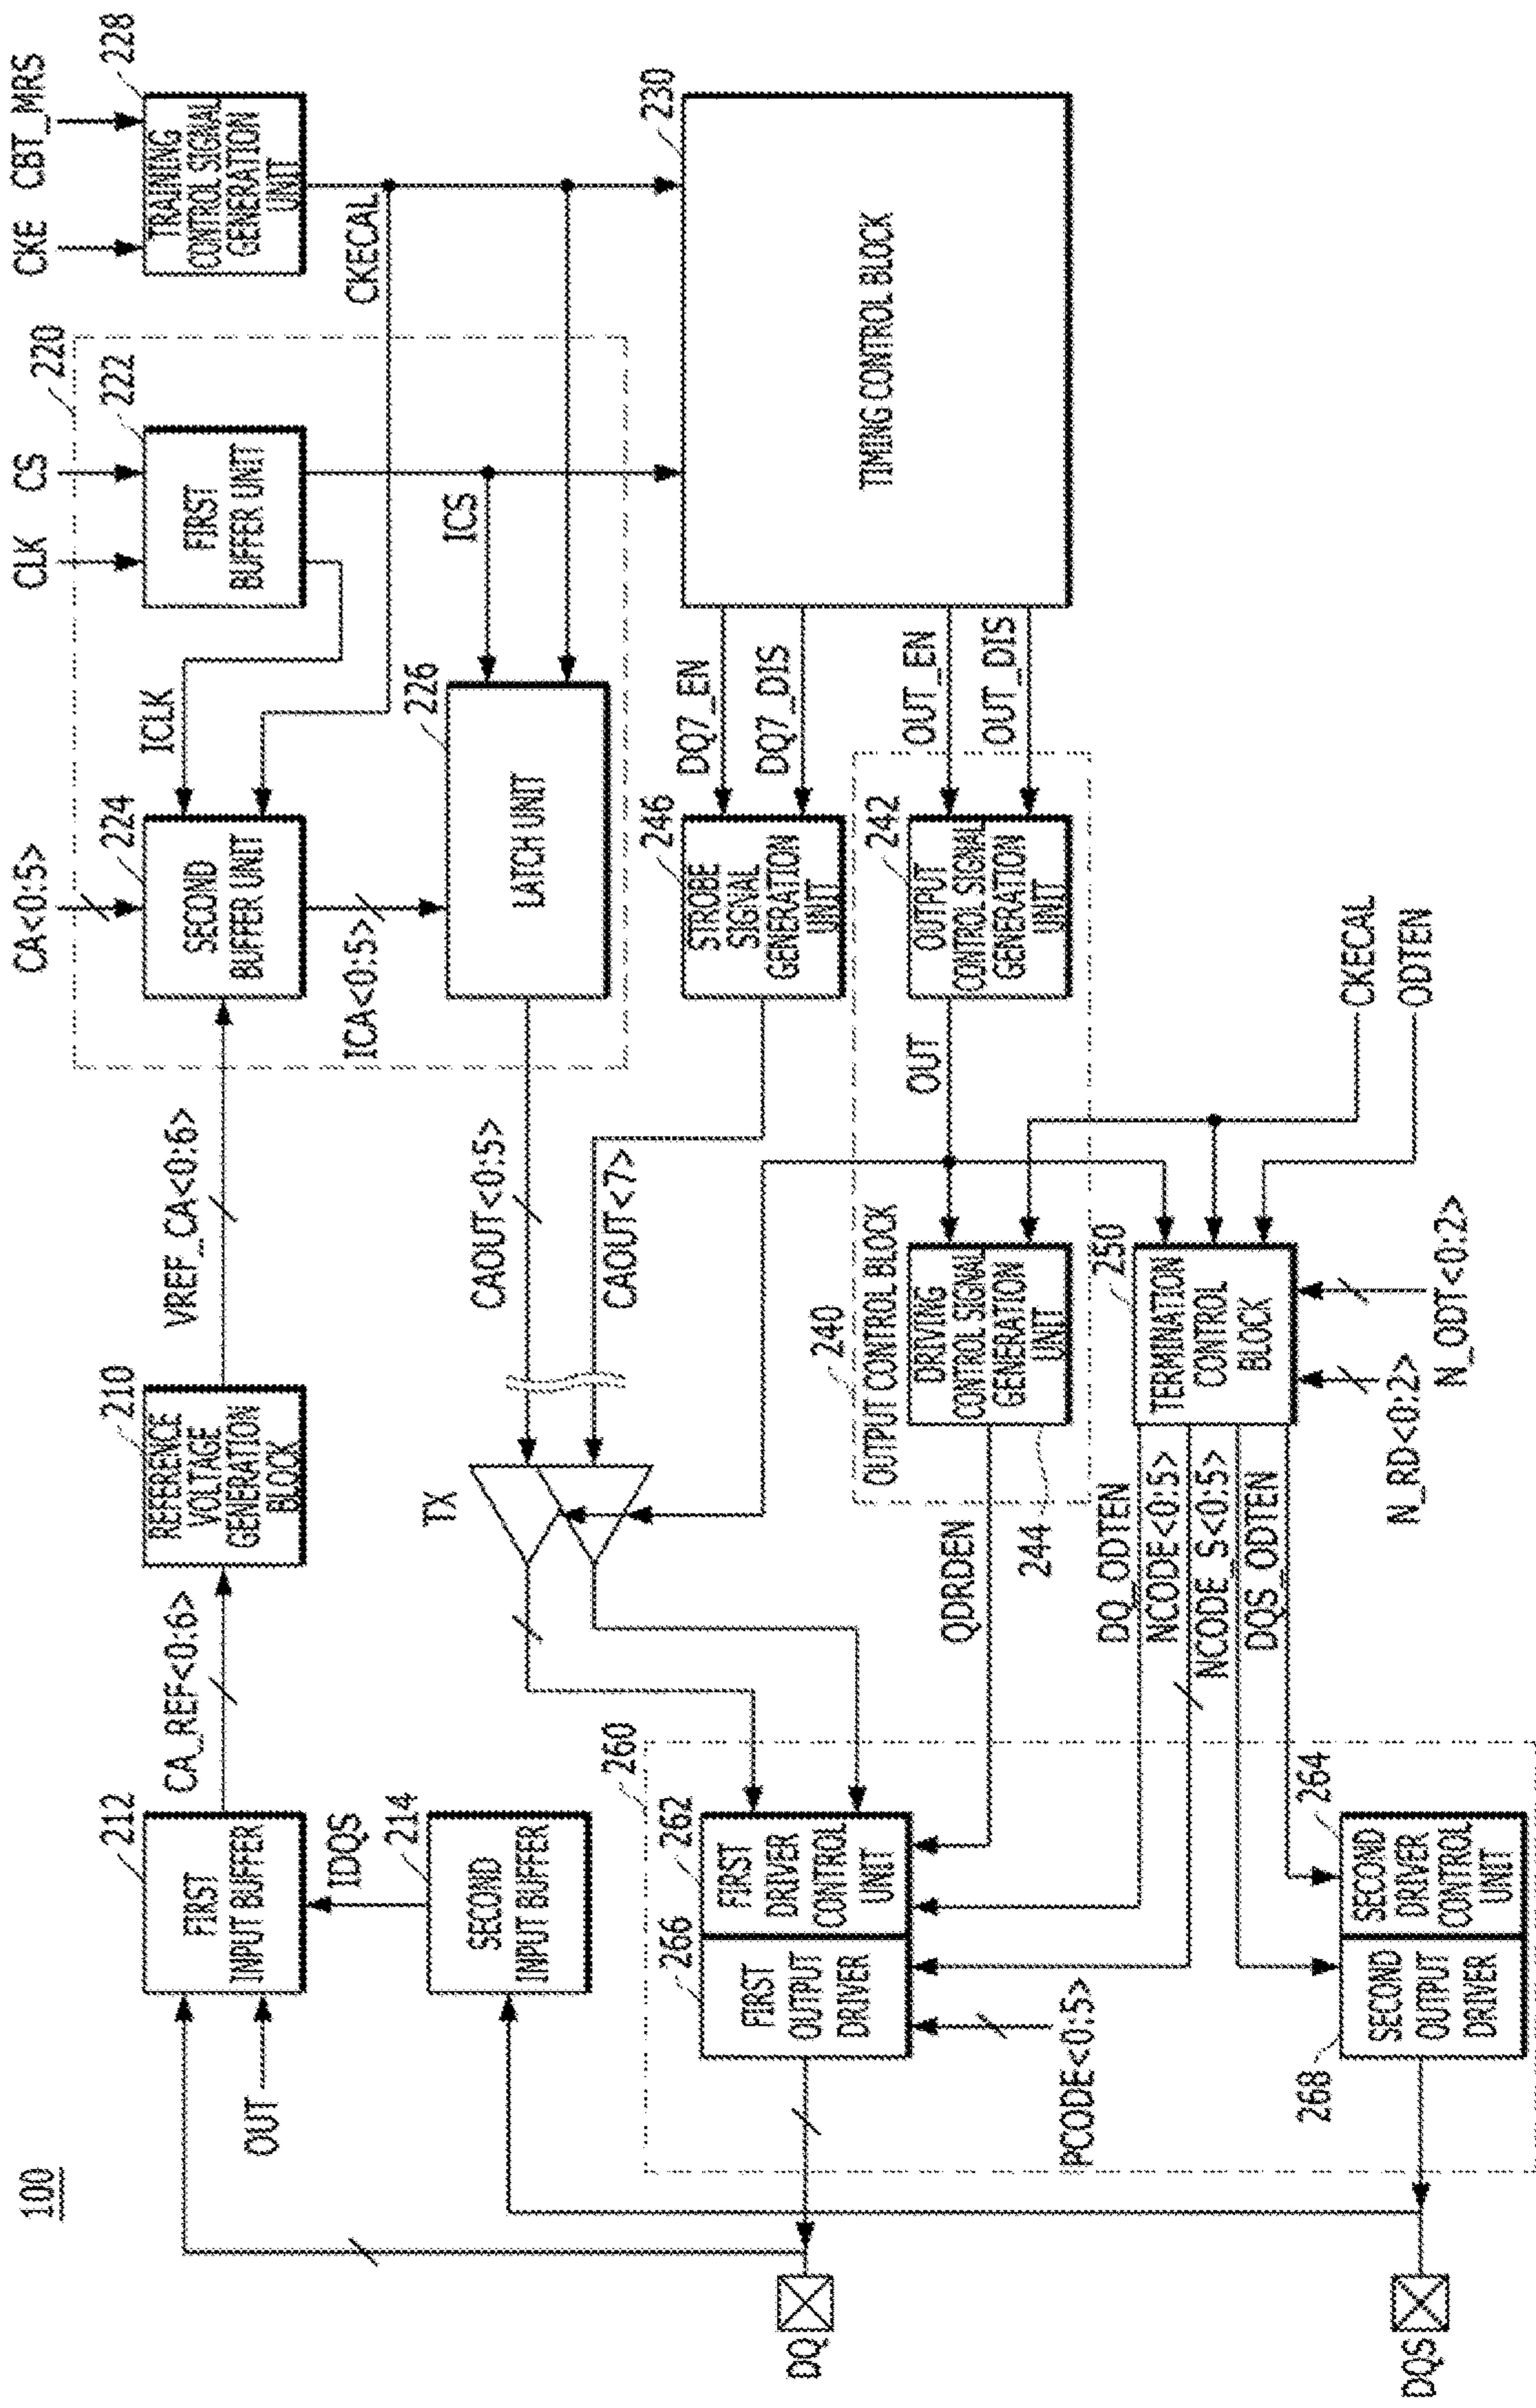 100
DQ
DQS
OUT
212
FIRST
INPUT BUFFER
IDQS
214
SECOND
INPUT BUFFER
CA_REF<0:6>
210
REFERENCE
VOLTAGE
GENERATION
BLOCK
VREF_CA<0:6>
CA<0:5>
224
SECOND
BUFFER UNIT
ICLK
CLK
CS
220
222
FIRST
BUFFER UNIT
CKE
CBT_MRS
228
TRAINING
CONTROL SIGNAL
GENERATION
UNIT
CKECAL
ICS
ICA<0:5>
226
LATCH UNIT
CAOUT<0:5>
CAOUT<7>
TX
230
TIMING CONTROL BLOCK
DQ7_EN
DQ7_DIS
OUT_EN
OUT_DIS
246
STROBE
SIGNAL
GENERATION
UNIT
242
OUTPUT
CONTROL SIGNAL
GENERATION
UNIT
OUT
240
OUTPUT CONTROL BLOCK
DRIVING
CONTROL SIGNAL
GENERATION
UNIT
244
QDRDEN
CKECAL
ODTEN
250
TERMINATION
CONTROL
BLOCK
N_RD<0:2>
N_ODT<0:2>
DQ_ODTEN
NCODE<0:5>
NCODE_S<0:5>
DQS_ODTEN
260
262
FIRST
DRIVER
CONTROL
UNIT
266
FIRST
OUTPUT
DRIVER
PCODE<0:5>
264
SECOND
DRIVER
CONTROL
UNIT
268
SECOND
OUTPUT
DRIVER